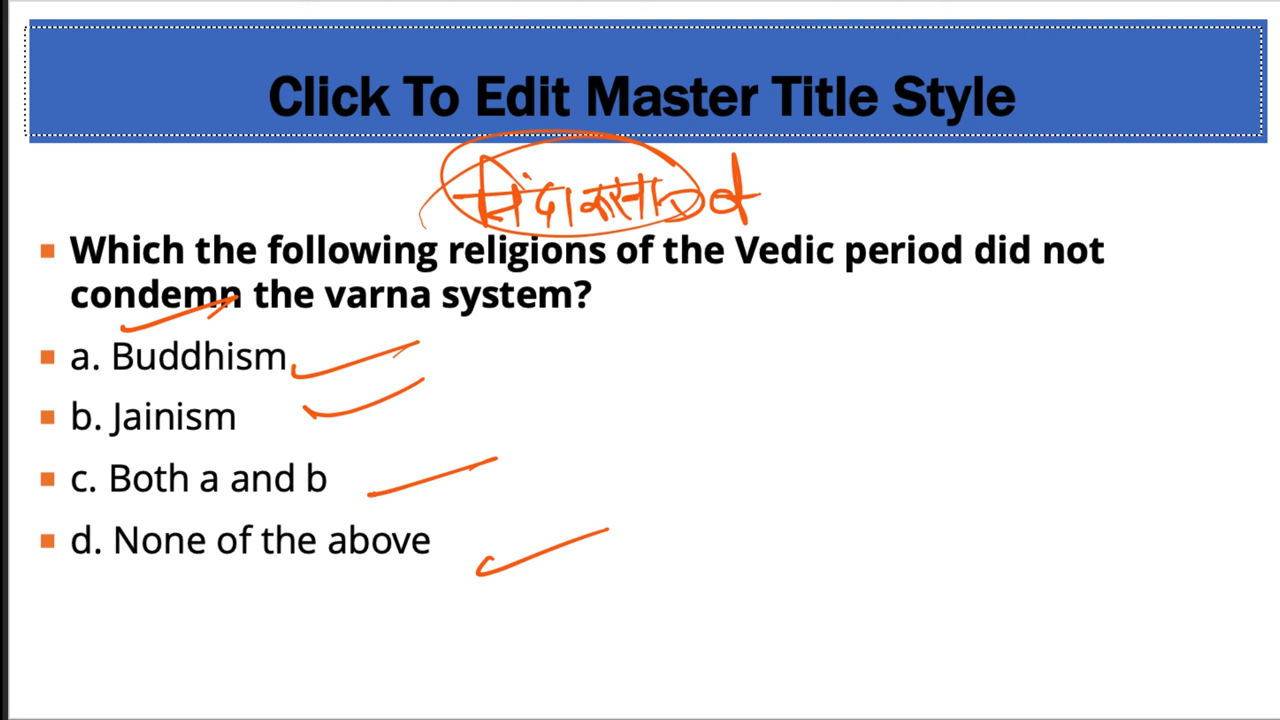 Click To Edit Master Title Style
Which the following religions of the Vedic period did not
condemn the varna system?
a. Buddhism
b. Jainism
c. Both a and b
d. None of the above